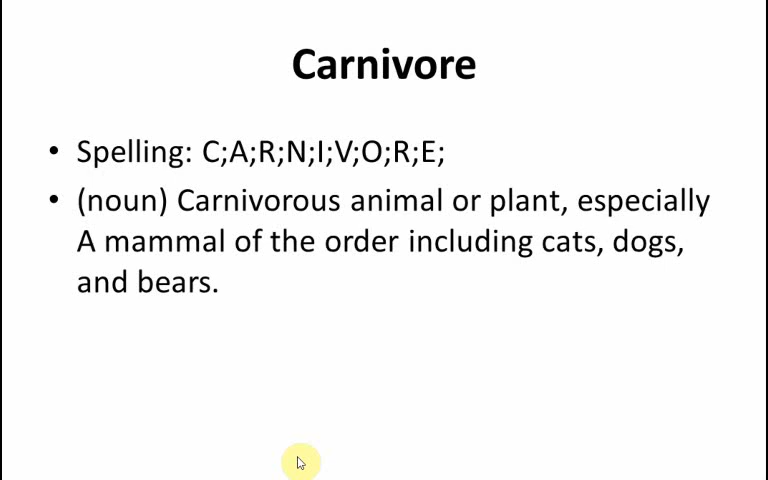 Carnivore
• Spelling: C;A;R;N;I;V;O;R;E;
• (noun) Carnivorous animal or plant, especially
A mammal of the order including cats, dogs,
and bears.